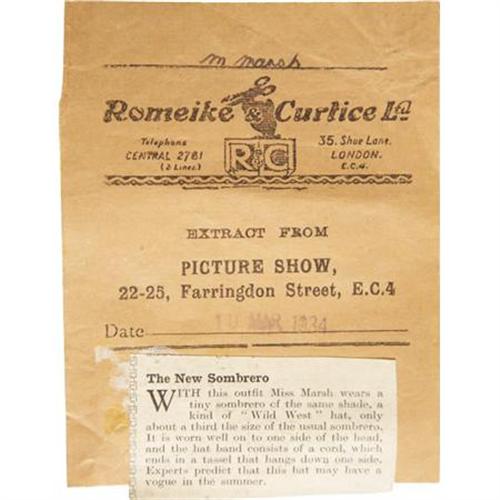 M Marsh
Romeike & Curtice Ltd
Telephone
CENTRAL 2781
(2 Lines.)
R&C
35. Shoe Lane.
LONDON.
E.C.4.
EXTRACT FROM
PICTURE SHOW,
22-25, Farringdon Street, E.C.4
Date 10 MAR 1934
The New Sombrero
WITH this outfit Miss Marsh wears a
tiny sombrero of the same shade, a
kind of "Wild West" hat, only
about a third the size of the usual sombrero.
It is worn well on to one side of the head,
and the hat band consists of a cord, which
ends in a tassel that hangs down one side.
Experts predict that this hat may have a
vogue in the summer.